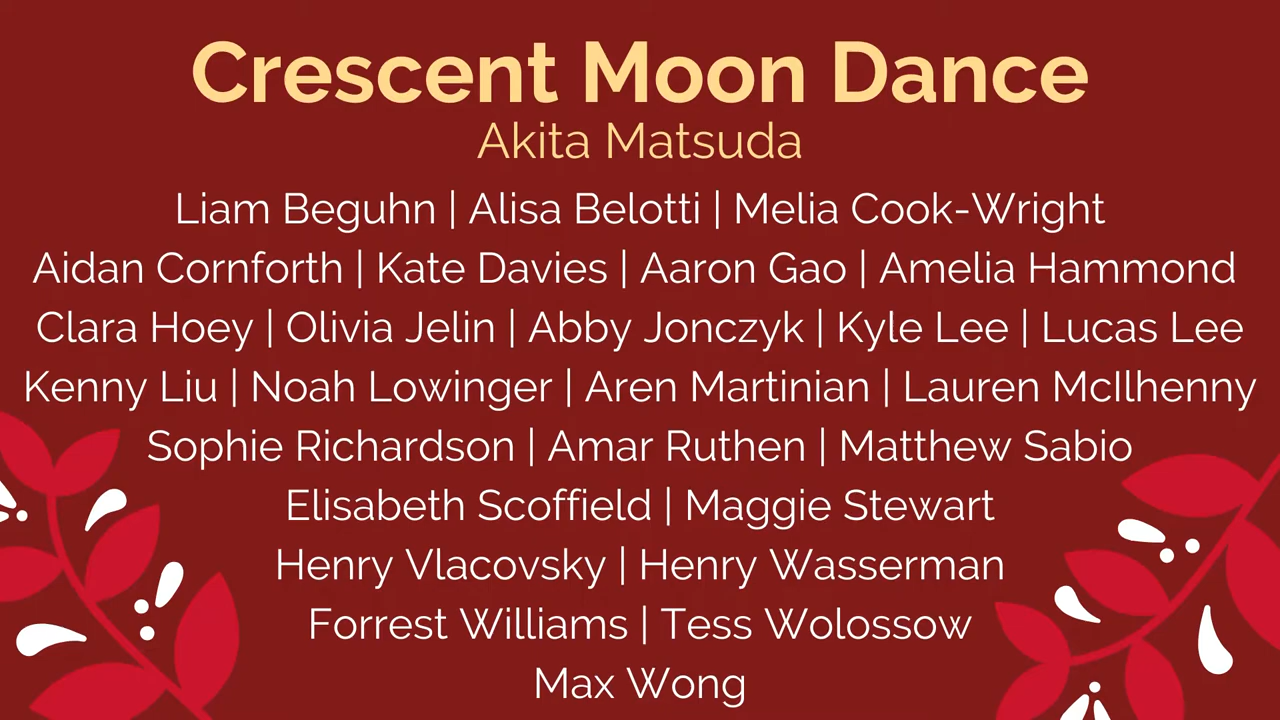 Crescent Moon Dance
Akita Matsuda
Liam Beguhn | Alisa Belotti | Melia Cook-Wright
Aidan Cornforth | Kate Davies | Aaron Gao | Amelia Hammond
Clara Hoey | Olivia Jelin | Abby Jonczyk | Kyle Lee | Lucas Lee
Kenny Liu | Noah Lowinger | Aren Martinian | Lauren McIlhenny
Sophie Richardson | Amar Ruthen | Matthew Sabio
Elisabeth Scoffield | Maggie Stewart
Henry Vlacovsky | Henry Wasserman
Forrest Williams | Tess Wolossow
Max Wong